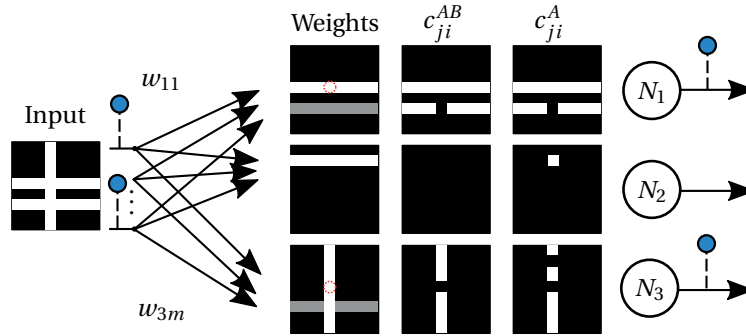 Weights
c_{ji}^{AB}
c_{ji}^{A}
w_{11}
Input
N_1
N_2
N_3
w_{3m}